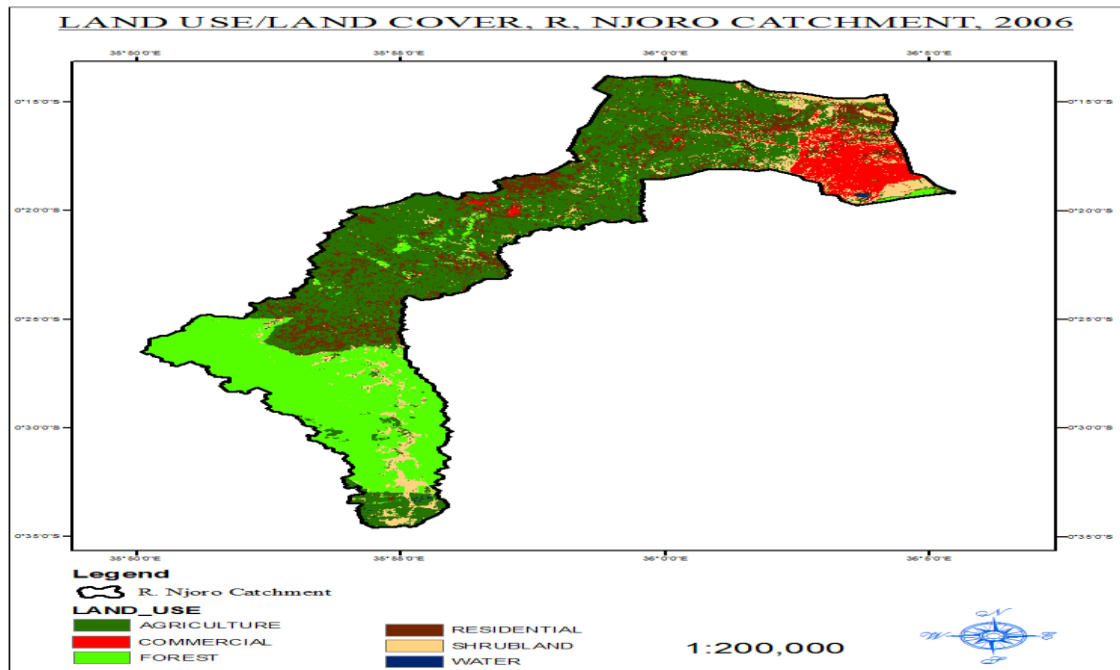 LAND USE/LAND COVER, R, NJORO CATCHMENT, 2006
35°50'0"E 35°55'0"E 36°0'0"E 36°5'0"E
0°15'0"S 0°15'0"S
0°20'0"S 0°20'0"S
0°25'0"S 0°25'0"S
0°30'0"S 0°30'0"S
0°35'0"S 0°35'0"S
35°50'0"E 35°55'0"E 36°0'0"E 36°5'0"E
Legend
R. Njoro Catchment
LAND_USE
AGRICULTURE
COMMERCIAL
FOREST
RESIDENTIAL
SHRUBLAND
WATER
1:200,000
N
W E